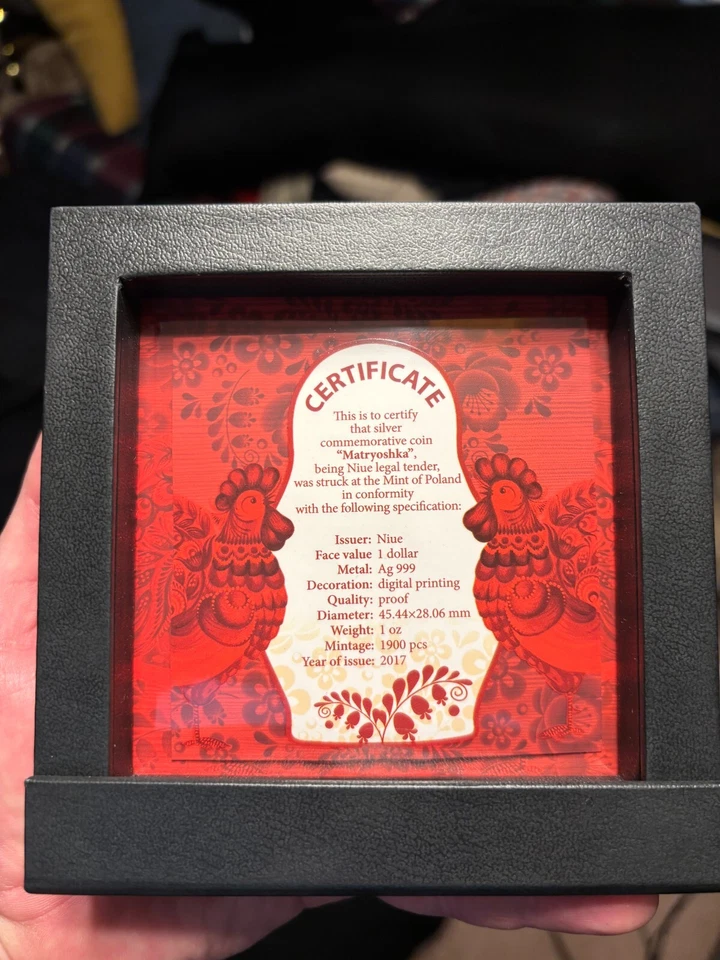 CERTIFICATE
This is to certify
that silver
commemorative coin
“Matryoshka”,
being Niue legal tender,
was struck at the Mint of Poland
in conformity
with the following specification:
Issuer: Niue
Face value 1 dollar
Metal: Ag 999
Decoration: digital printing
Quality: proof
Diameter: 45.44×28.06 mm
Weight: 1 oz
Mintage: 1900 pcs
Year of issue: 2017